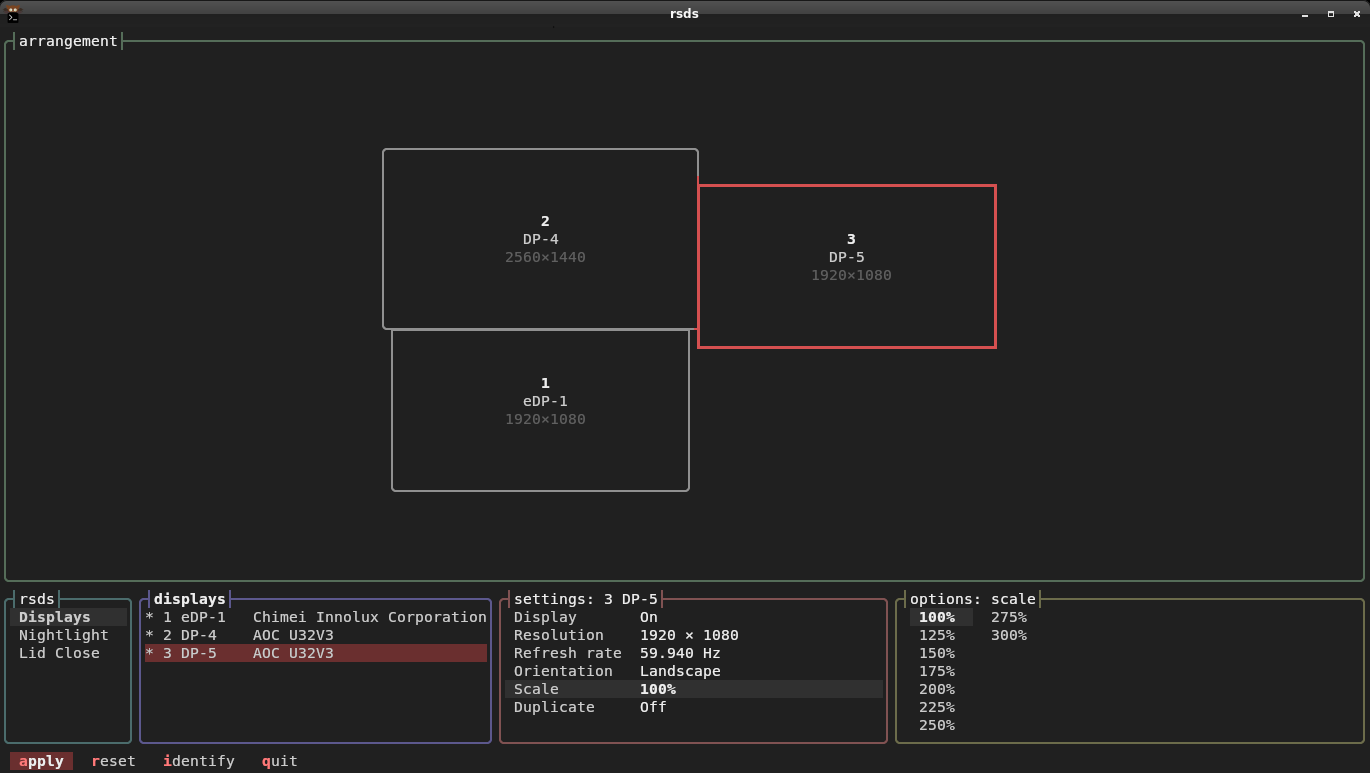 rsds
arrangement
2
DP-4
2560×1440
3
DP-5
1920×1080
1
eDP-1
1920×1080
rsds
Displays
Nightlight
Lid Close
displays
* 1 eDP-1 Chimei Innolux Corporation
* 2 DP-4 AOC U32V3
* 3 DP-5 AOC U32V3
settings: 3 DP-5
Display On
Resolution 1920 × 1080
Refresh rate 59.940 Hz
Orientation Landscape
Scale 100%
Duplicate Off
options: scale
100% 275%
125% 300%
150%
175%
200%
225%
250%
apply reset identify quit